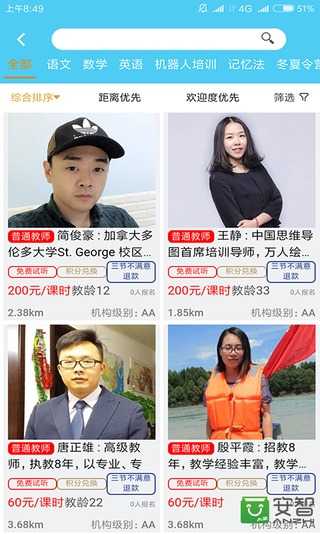 上午8:49
4G
51%
全部 语文 数学 英语 机器人培训 记忆法 冬夏令营
综合排序 距离优先 欢迎度优先 筛选
普通教师 简俊豪：加拿大多
伦多大学St. George 校区...
免费试听 积分兑换 三节不满意
退款
200元/课时 教龄12 0人报名
2.38km 机构级别：AA
普通教师 王静：中国思维导
图首席培训导师，万人绘...
免费试听 积分兑换 三节不满意
退款
200元/课时 教龄33 0人报名
1.85km 机构级别：AA
普通教师 唐正雄：高级教
师，执教8年，以专业、专
免费试听 积分兑换 三节不满意
退款
60元/课时 教龄22 0人报名
3.68km 机构级别：AA
普通教师 殷平霞：招教8
年，教学经验丰富，教学...
免费试听 积分兑换 三节不满意
退款
60元/课时
3.68km
安智